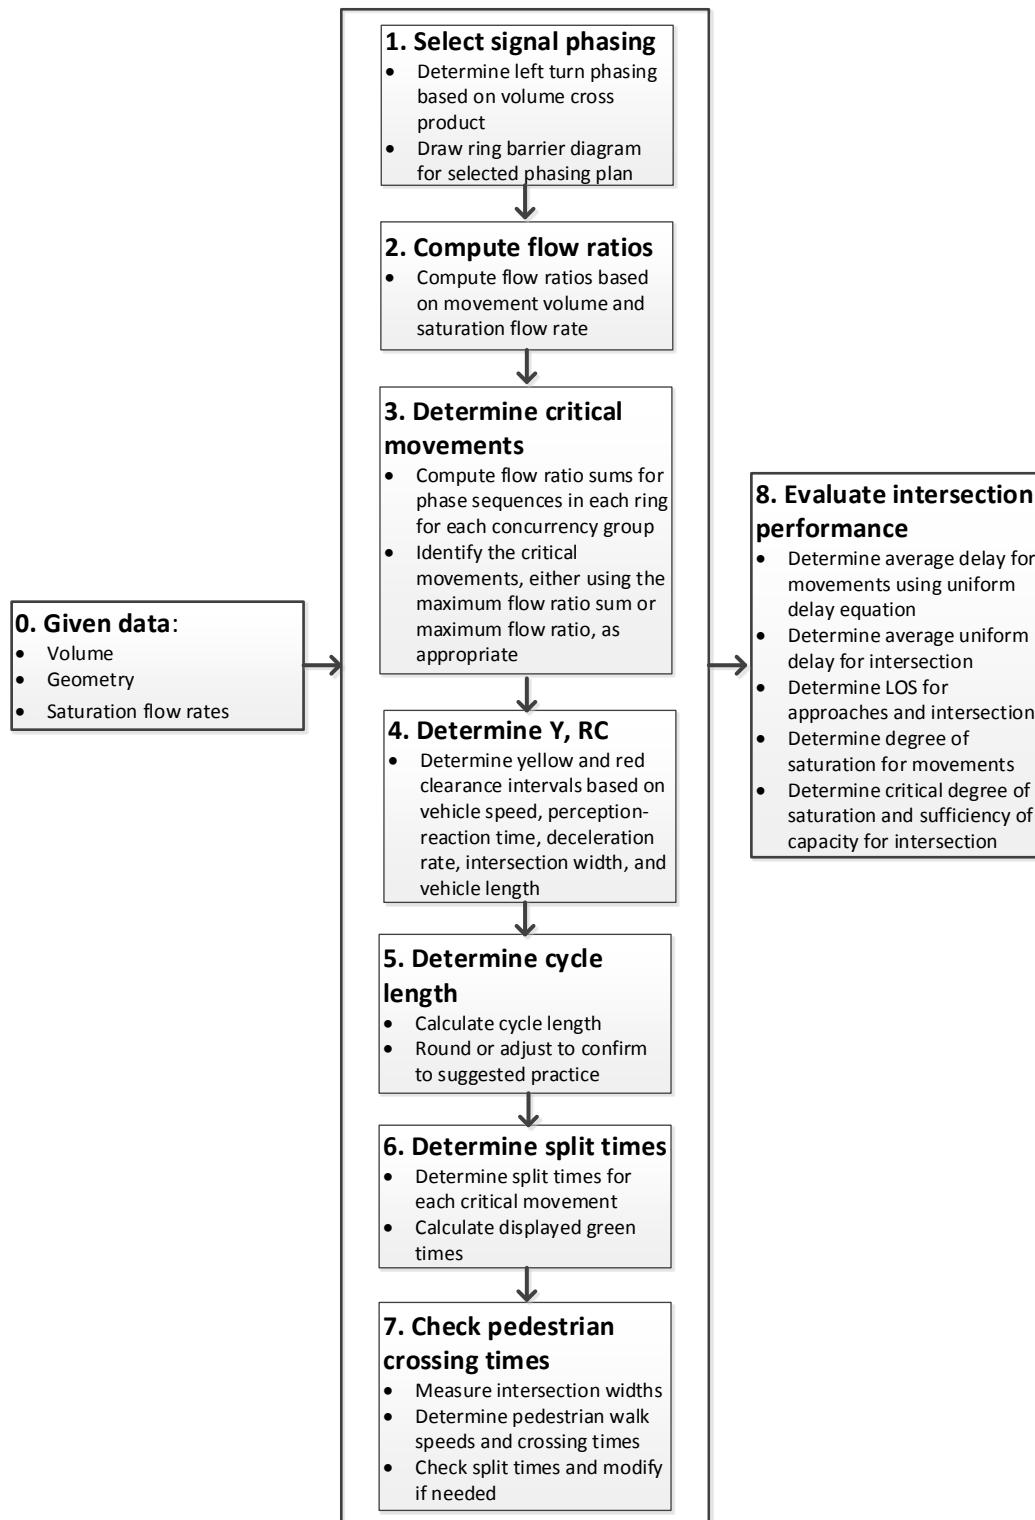 0. Given data:
• Volume
• Geometry
• Saturation flow rates
1. Select signal phasing
• Determine left turn phasing
based on volume cross
product
• Draw ring barrier diagram
for selected phasing plan
2. Compute flow ratios
• Compute flow ratios based
on movement volume and
saturation flow rate
3. Determine critical
movements
• Compute flow ratio sums for
phase sequences in each ring
for each concurrency group
• Identify the critical
movements, either using the
maximum flow ratio sum or
maximum flow ratio, as
appropriate
4. Determine Y, RC
• Determine yellow and red
clearance intervals based on
vehicle speed, perception-
reaction time, deceleration
rate, intersection width, and
vehicle length
5. Determine cycle
length
• Calculate cycle length
• Round or adjust to confirm
to suggested practice
6. Determine split times
• Determine split times for
each critical movement
• Calculate displayed green
times
7. Check pedestrian
crossing times
• Measure intersection widths
• Determine pedestrian walk
speeds and crossing times
• Check split times and modify
if needed
8. Evaluate intersection
performance
• Determine average delay for
movements using uniform
delay equation
• Determine average uniform
delay for intersection
• Determine LOS for
approaches and intersection
• Determine degree of
saturation for movements
• Determine critical degree of
saturation and sufficiency of
capacity for intersection